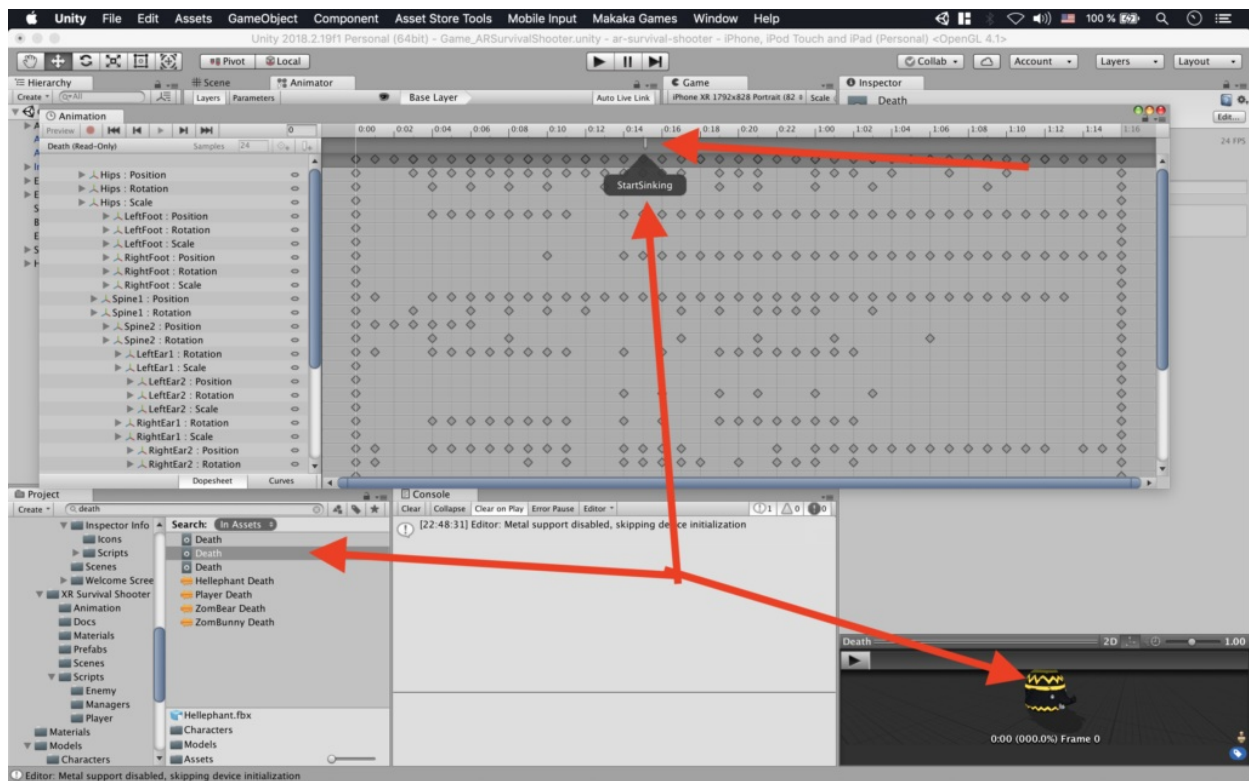 Unity File Edit Assets GameObject Component Asset Store Tools Mobile Input Makaka Games Window Help 100 %
Unity 2018.2.19f1 Personal (64bit) - Game_ARSurvivalShooter.unity - ar-survival-shooter - iPhone, iPod Touch and iPad (Personal) <OpenGL 4.1>
Pivot Local Collab Account Layers Layout
Hierarchy Scene Animator Game Inspector
Create All Layers Parameters Base Layer Auto Live Link iPhone XR 1792x828 Portrait (82 Scale Death
Animation Edit...
Preview 0 0:00 0:02 0:04 0:06 0:08 0:10 0:12 0:14 0:16 0:18 0:20 0:22 1:00 1:02 1:04 1:06 1:08 1:10 1:12 1:14 1:16
Death (Read-Only) Samples 24 24 FPS
Hips : Position
Hips : Rotation StartSinking
Hips : Scale
LeftFoot : Position
LeftFoot : Rotation
LeftFoot : Scale
RightFoot : Position
RightFoot : Rotation
RightFoot : Scale
Spine1 : Position
Spine1 : Rotation
Spine2 : Position
Spine2 : Rotation
LeftEar1 : Rotation
LeftEar1 : Scale
LeftEar2 : Position
LeftEar2 : Rotation
LeftEar2 : Scale
RightEar1 : Rotation
RightEar1 : Scale
RightEar2 : Position
RightEar2 : Rotation
Dopesheet Curves
Project Console
Create death Clear Collapse Clear on Play Error Pause Editor 1 0 0
Inspector Info Search: In Assets [22:48:31] Editor: Metal support disabled, skipping device initialization
Icons Death
Scripts Death
Scenes Death
Welcome Scree Hellephant Death
XR Survival Shooter Player Death
Animation ZomBear Death
Docs ZomBunny Death
Materials
Prefabs Death 2D 1.00
Scenes
Scripts
Enemy
Managers
Player Hellephant.fbx
Materials Characters
Models Models 0:00 (000.0%) Frame 0
Characters Assets
Editor: Metal support disabled, skipping device initialization